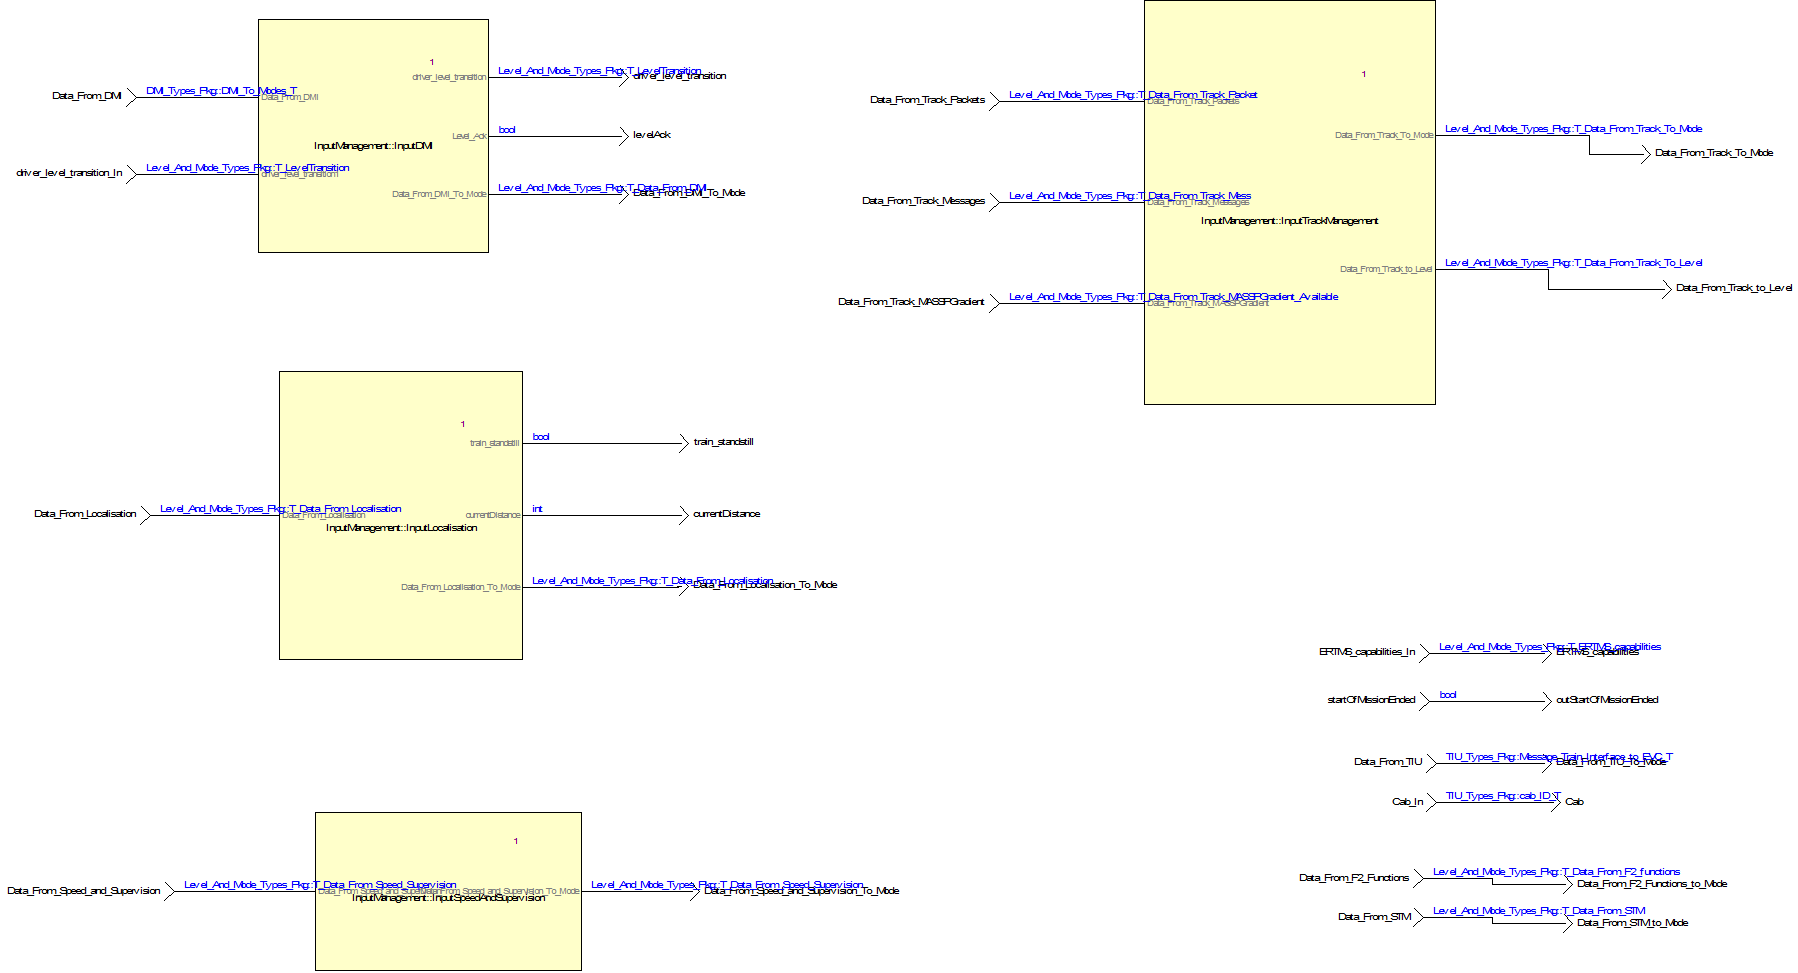 1
driver_level_transition
Level_And_Mode_Types_Pkg::T_LevelTransition
driver_level_transition
Data_From_DMI
DMI_Types_Pkg::DMI_To_Modes_T
Data_From_DMI
Level_Ack
bool
levelAck
InputManagement::InputDMI
driver_level_transition_In
Level_And_Mode_Types_Pkg::T_LevelTransition
Data_From_DMI_To_Mode
Level_And_Mode_Types_Pkg::T_Data_From_DMI
Data_From_DMI_To_Mode
1
Data_From_Track_Packets
Level_And_Mode_Types_Pkg::T_Data_From_Track_Packet
Data_From_Track_Packets
Data_From_Track_To_Mode
Level_And_Mode_Types_Pkg::T_Data_From_Track_To_Mode
Data_From_Track_To_Mode
Data_From_Track_Messages
Level_And_Mode_Types_Pkg::T_Data_From_Track_Mess
Data_From_Track_Messages
InputManagement::InputTrackManagement
Data_From_Track_to_Level
Level_And_Mode_Types_Pkg::T_Data_From_Track_To_Level
Data_From_Track_to_Level
Data_From_Track_MASSPGradient
Level_And_Mode_Types_Pkg::T_Data_From_Track_MASSPGradient_Available
Data_From_Track_MASSPGradient
1
train_standstill
bool
train_standstill
Data_From_Localisation
Level_And_Mode_Types_Pkg::T_Data_From_Localisation
Data_From_Localisation
currentDistance
int
currentDistance
InputManagement::InputLocalisation
Data_From_Localisation_To_Mode
Level_And_Mode_Types_Pkg::T_Data_From_Localisation
Data_From_Localisation_To_Mode
ERTMS_capabilities_In
Level_And_Mode_Types_Pkg::T_ERTMS_capabilities
ERTMS_capabilities
startOfMissionEnded
bool
outStartOfMissionEnded
Data_From_TIU
TIU_Types_Pkg::Message_Train_Interface_to_EVC_T
Data_From_TIU_To_Mode
Cab_In
TIU_Types_Pkg::cab_ID_T
Cab
1
Data_From_Speed_and_Supervision
Level_And_Mode_Types_Pkg::T_Data_From_Speed_Supervision
InputManagement::InputSpeedAndSupervision
Level_And_Mode_Types_Pkg::T_Data_From_Speed_Supervision
Data_From_Speed_and_Supervision_To_Mode
Data_From_F2_Functions
Level_And_Mode_Types_Pkg::T_Data_From_F2_functions
Data_From_F2_Functions_to_Mode
Data_From_STM
Level_And_Mode_Types_Pkg::T_Data_From_STM
Data_From_STM_to_Mode